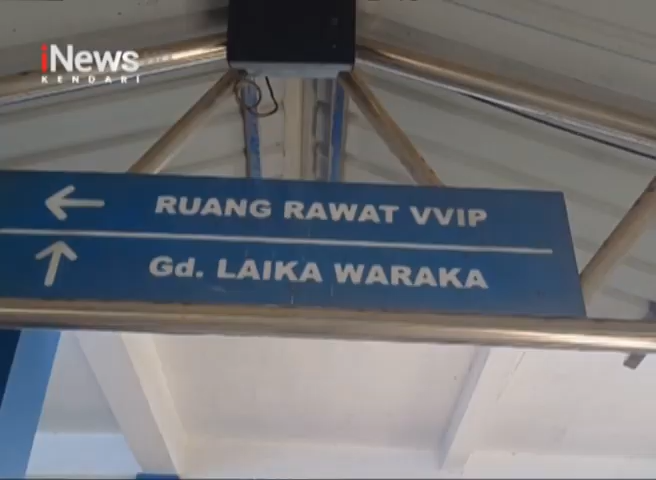 iNews
KENDARI
← RUANG RAWAT VVIP
↑ Gd. LAIKA WARAKA